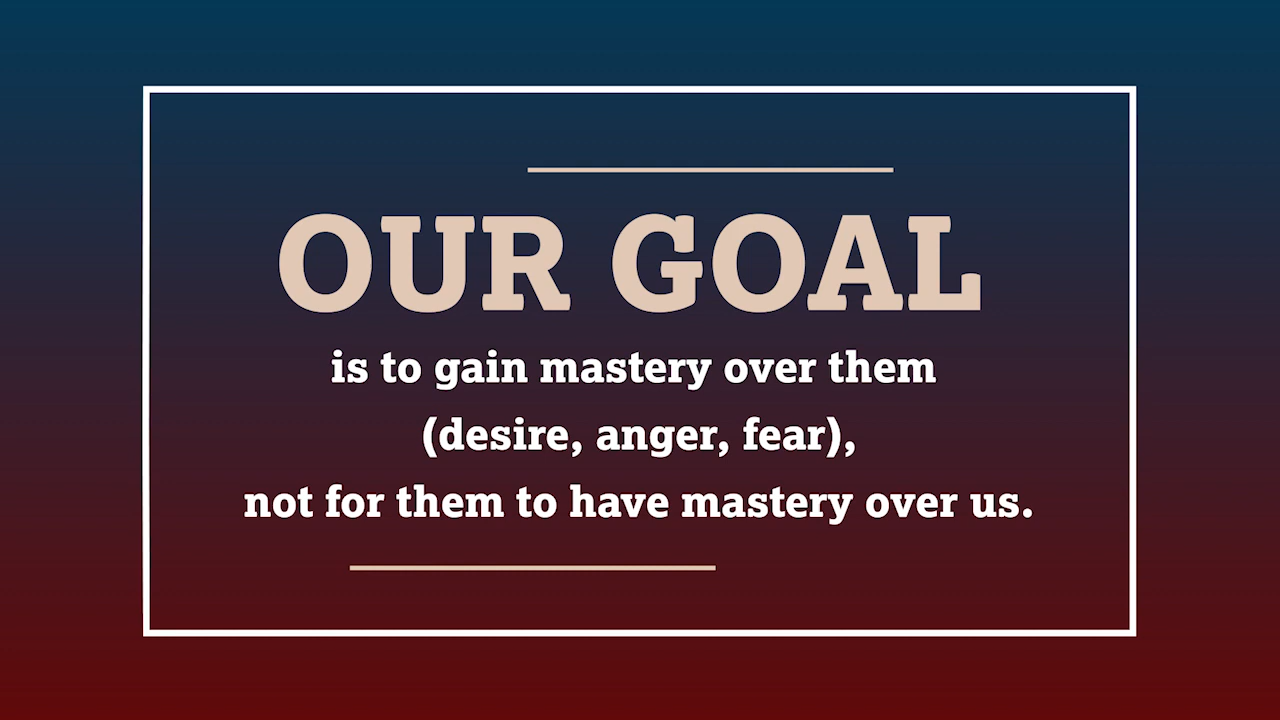 OUR GOAL
is to gain mastery over them
(desire, anger, fear),
not for them to have mastery over us.